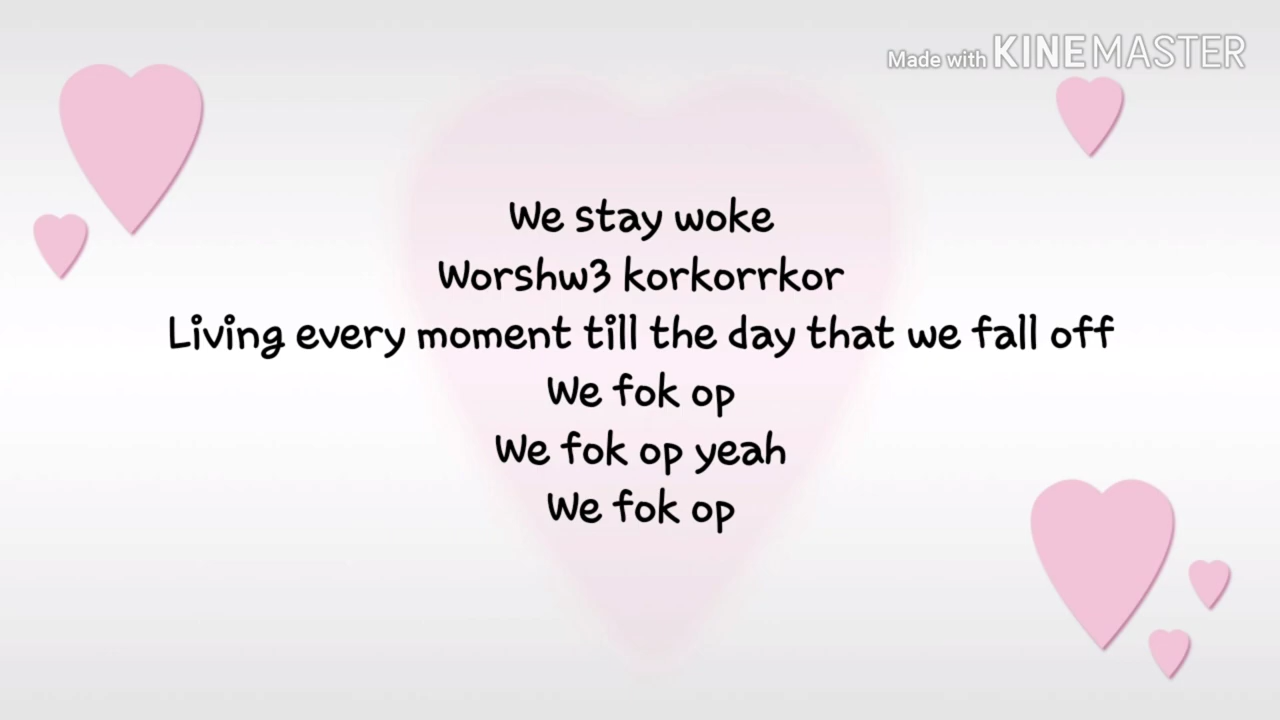 Made with KINEMASTER
We stay woke
Worshw3 korkorrkor
Living every moment till the day that we fall off
We fok op
We fok op yeah
We fok op